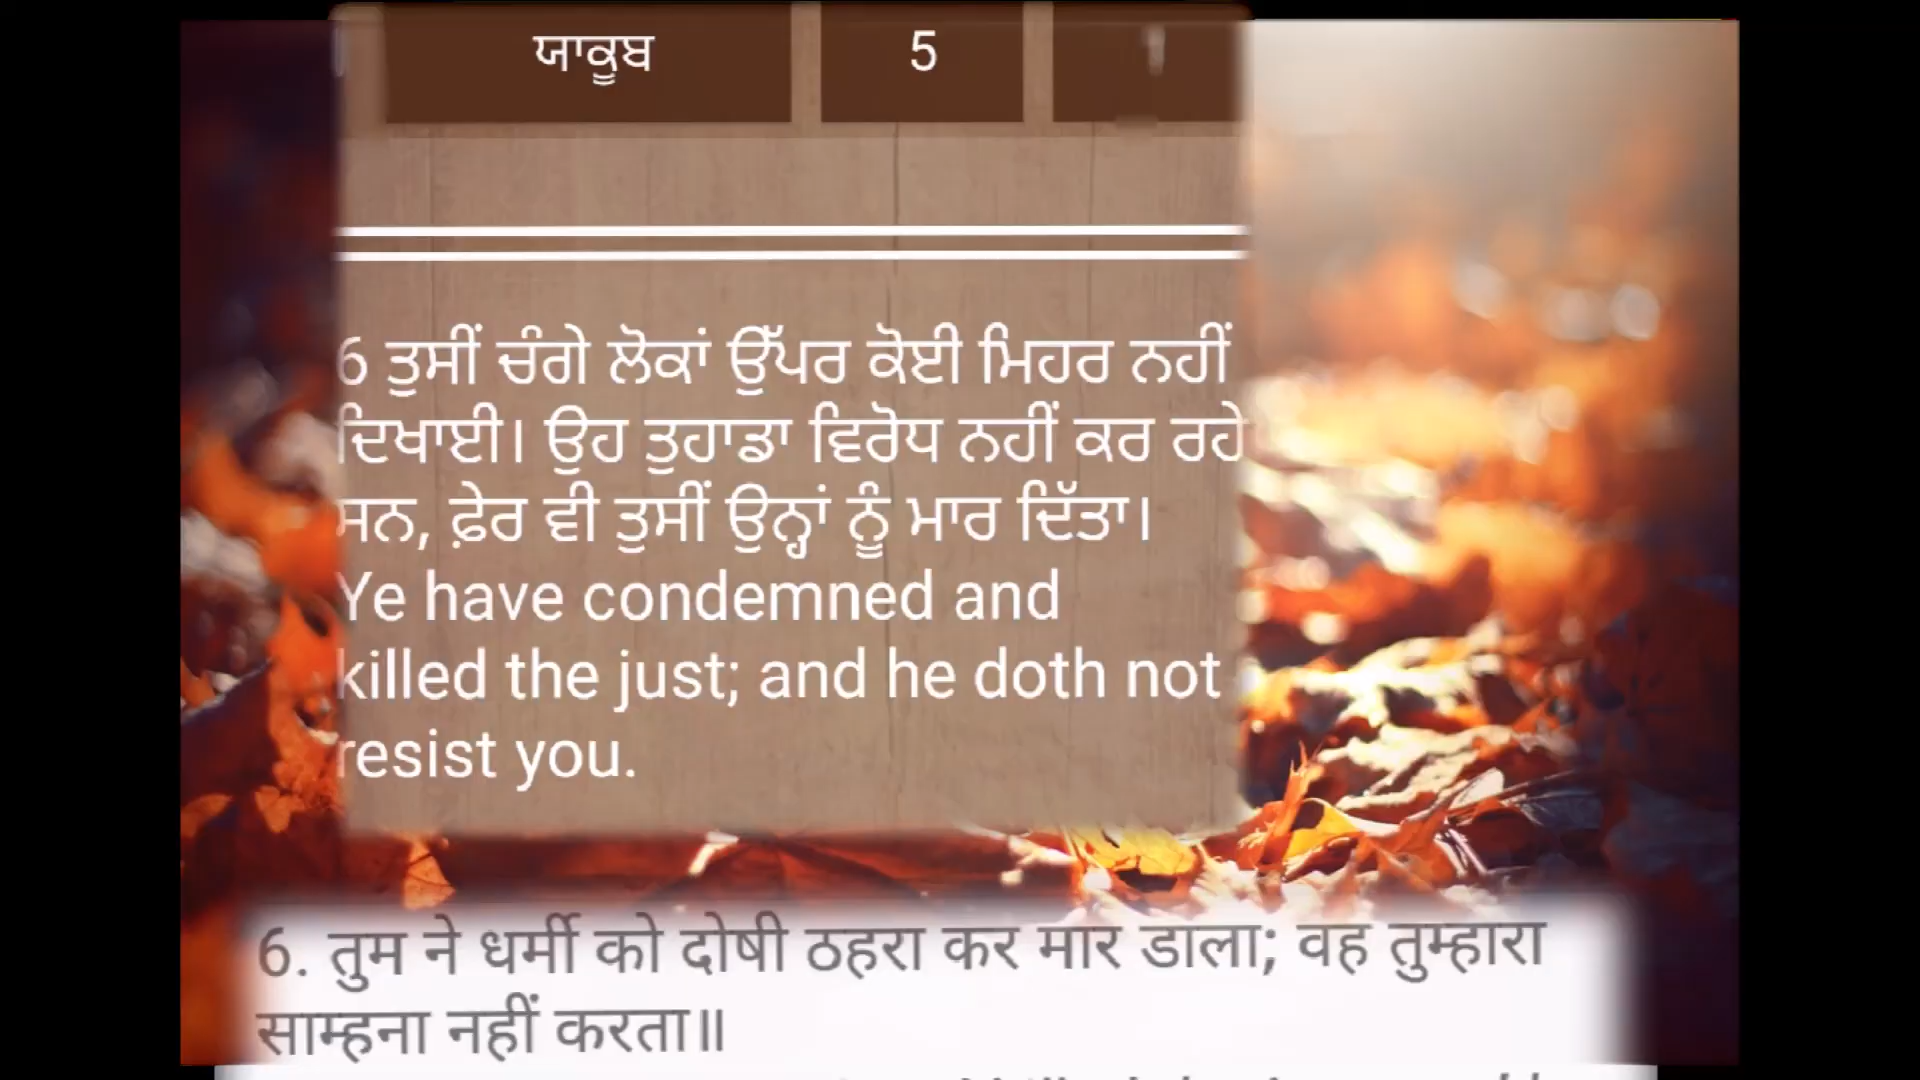 ਯਾਕੂਬ 5 1
6 ਤੁਸੀਂ ਚੰਗੇ ਲੋਕਾਂ ਉੱਪਰ ਕੋਈ ਮਿਹਰ ਨਹੀਂ
ਦਿਖਾਈ। ਉਹ ਤੁਹਾਡਾ ਵਿਰੋਧ ਨਹੀਂ ਕਰ ਰਹੇ
ਸਨ, ਫ਼ੇਰ ਵੀ ਤੁਸੀਂ ਉਨ੍ਹਾਂ ਨੂੰ ਮਾਰ ਦਿੱਤਾ।
Ye have condemned and
killed the just; and he doth not
resist you.
6. तुम ने धर्मी को दोषी ठहरा कर मार डाला; वह तुम्हारा
साम्हना नहीं करता॥